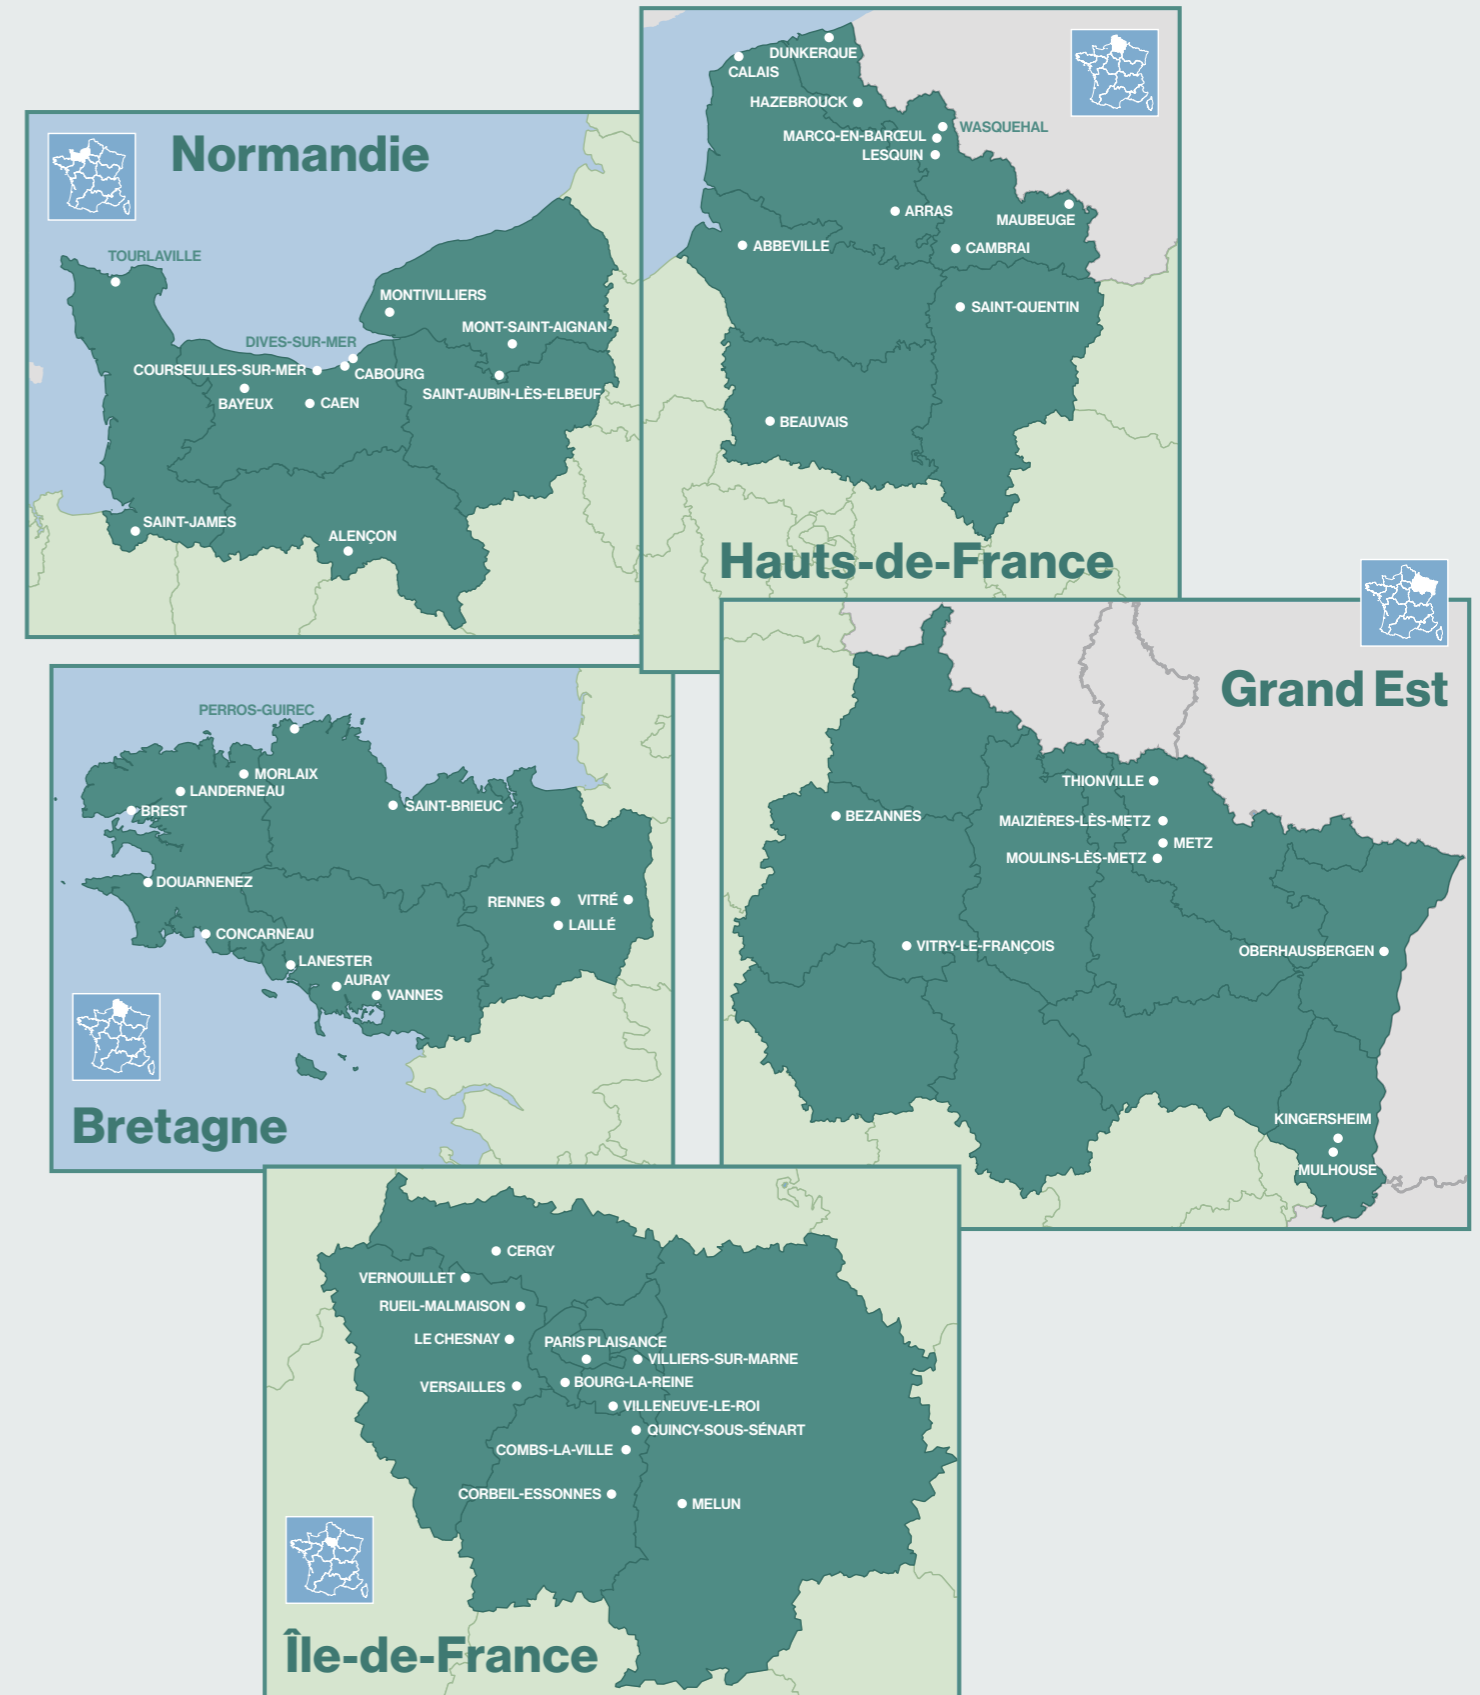 Normandie
TOURLAVILLE
MONTIVILLIERS
MONT-SAINT-AIGNAN
DIVES-SUR-MER
COURSEULLES-SUR-MER
CABOURG
SAINT-AUBIN-LÈS-ELBEUF
BAYEUX
CAEN
SAINT-JAMES
ALENÇON
DUNKERQUE
CALAIS
HAZEBROUCK
WASQUEHAL
MARCQ-EN-BARŒUL
LESQUIN
ARRAS
MAUBEUGE
ABBEVILLE
CAMBRAI
SAINT-QUENTIN
BEAUVAIS
Hauts-de-France
Grand Est
THIONVILLE
BEZANNES
MAIZIÈRES-LÈS-METZ
METZ
MOULINS-LÈS-METZ
VITRY-LE-FRANÇOIS
OBERHAUSBERGEN
KINGERSHEIM
MULHOUSE
PERROS-GUIREC
MORLAIX
LANDERNEAU
SAINT-BRIEUC
BREST
DOUARNENEZ
RENNES
VITRÉ
LAILLÉ
CONCARNEAU
LANESTER
AURAY
VANNES
Bretagne
CERGY
VERNOUILLET
RUEIL-MALMAISON
LE CHESNAY
PARIS PLAISANCE
VILLIERS-SUR-MARNE
VERSAILLES
BOURG-LA-REINE
VILLENEUVE-LE-ROI
QUINCY-SOUS-SÉNART
COMBS-LA-VILLE
CORBEIL-ESSONNES
MELUN
Île-de-France